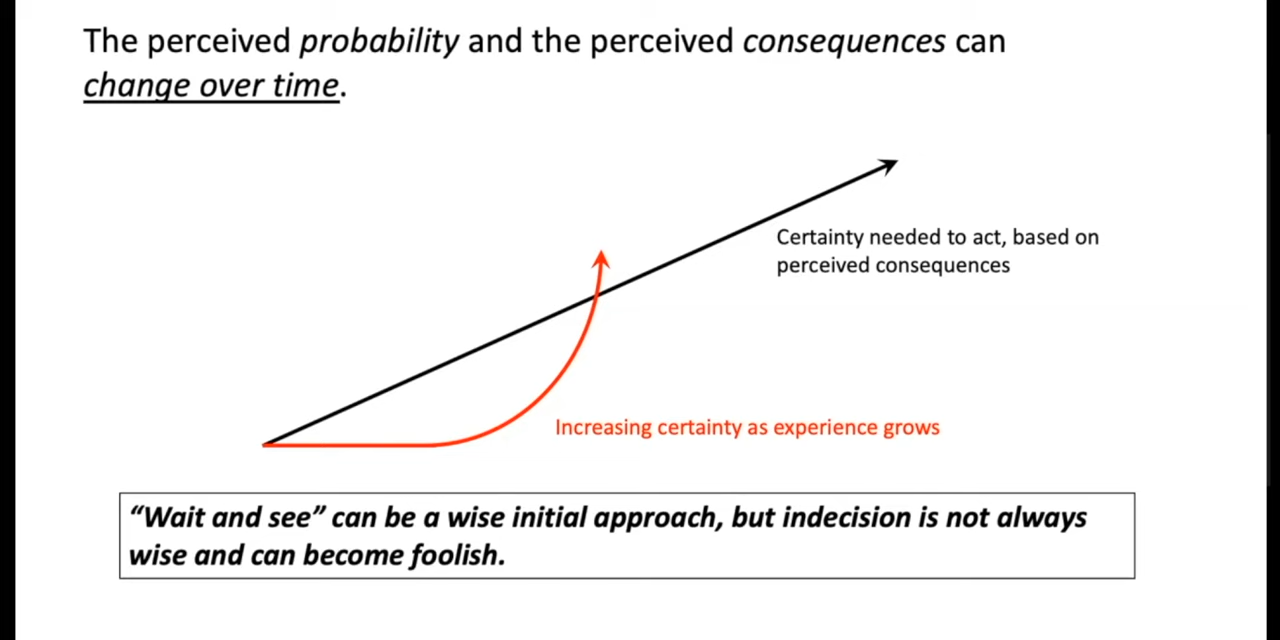 The perceived probability and the perceived consequences can
change over time.
Certainty needed to act, based on
perceived consequences
Increasing certainty as experience grows
“Wait and see” can be a wise initial approach, but indecision is not always
wise and can become foolish.